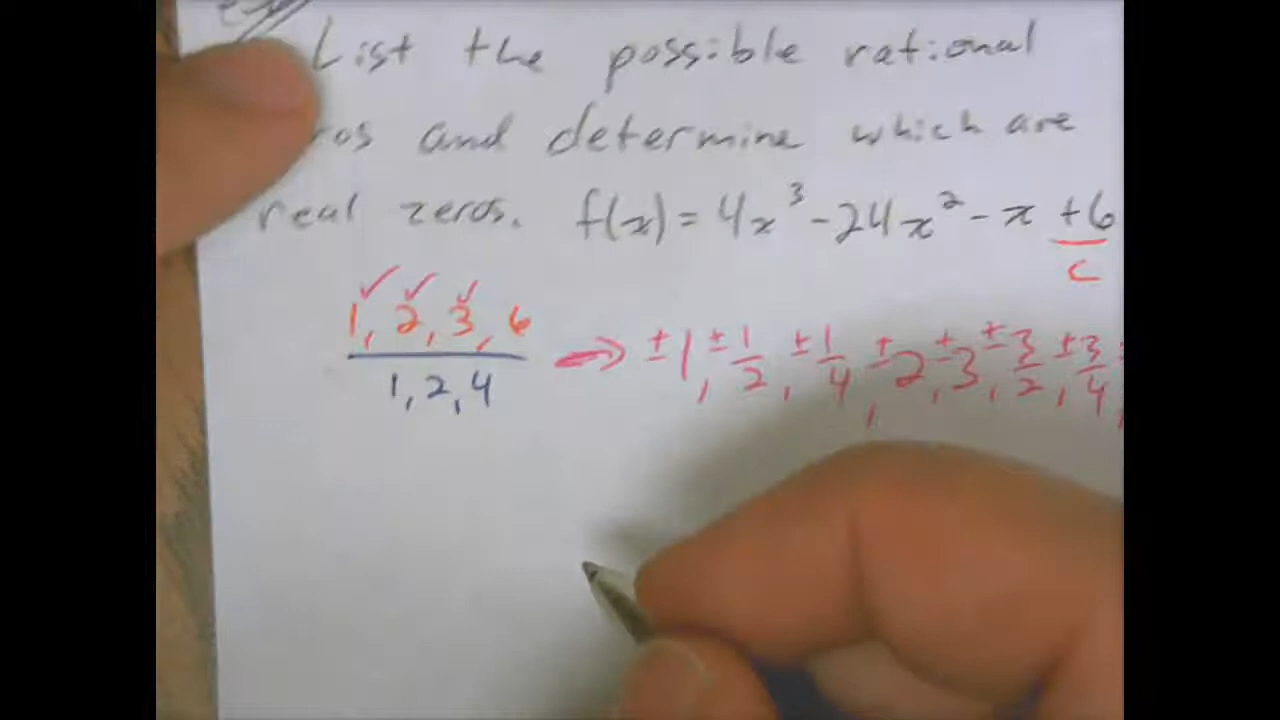 List the possible rational
ros and determine which are
real zeros. f(x) = 4x³ - 24x² - x + 6
c
1, 2, 3, 6
1, 2, 4
⇒ ± 1, ± 1/2, ± 1/4, ± 2, ± 3, ± 3/2, ± 3/4,